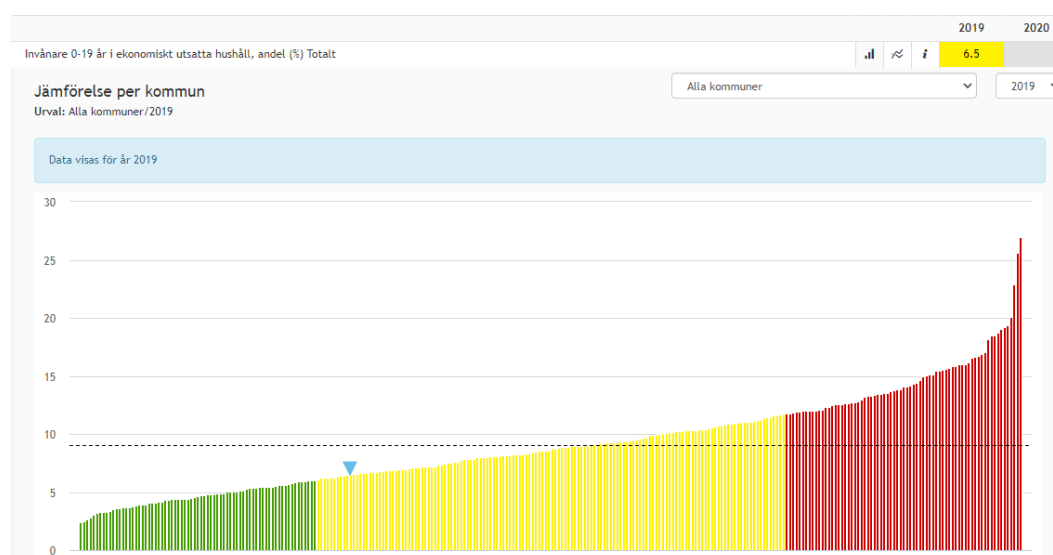 2019 2020
Invånare 0-19 år i ekonomiskt utsatta hushåll, andel (%) Totalt i 6.5
Jämförelse per kommun
Alla kommuner 2019
Urval: Alla kommuner/2019
Data visas för år 2019
30
25
20
15
10
5
0